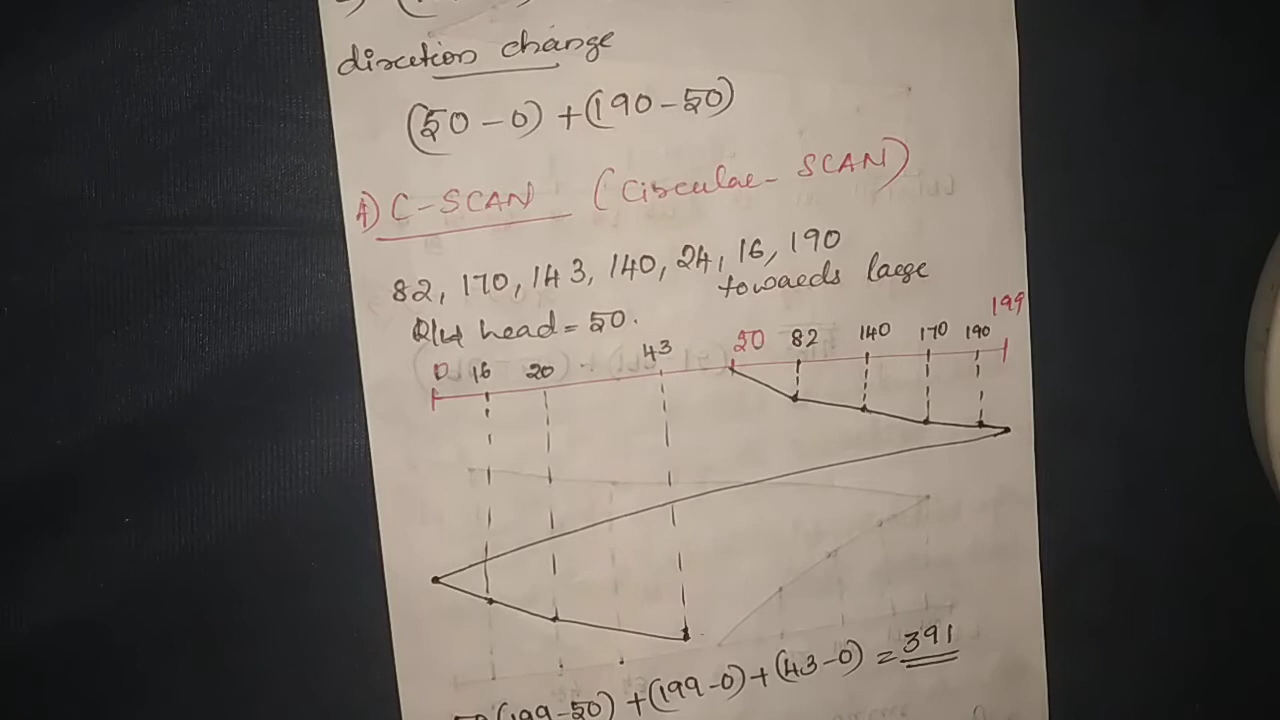 direction change
(50-0)+(190-50)
4) C-SCAN (Circular-SCAN)
82, 170, 143, 140, 24, 16, 190
towards large
R/W head = 50.
0 16 20 43 50 82 140 170 190 199
(199-50)+(199-0)+(43-0) = 391